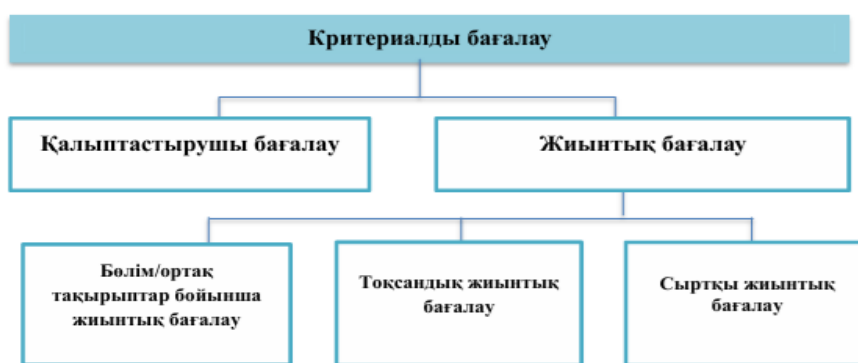 Критериалды бағалау
Қалыптастырушы бағалау
Жиынтық бағалау
Бөлім/ортақ
тақырыптар бойынша
жиынтық бағалау
Тоқсандық жиынтық
бағалау
Сыртқы жиынтық
бағалау